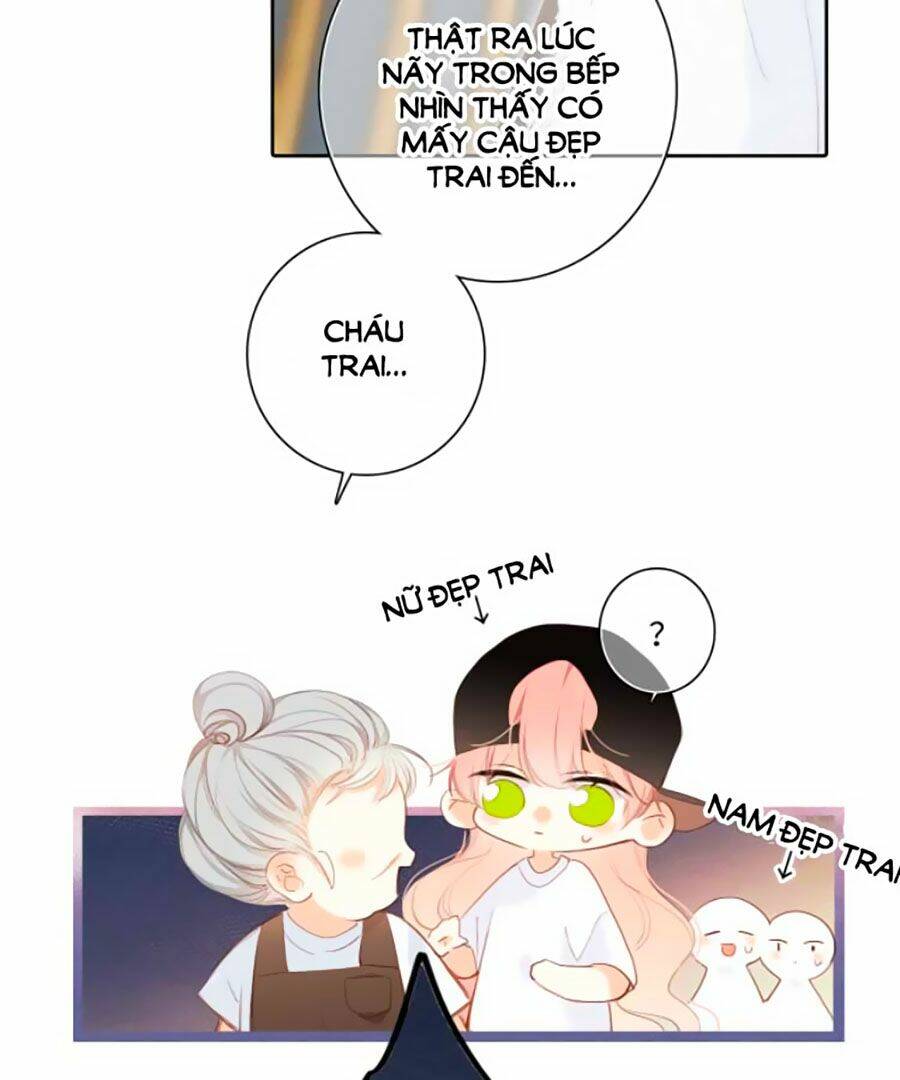 THẬT RA LÚC
NÃY TRONG BẾP
NHÌN THẤY CÓ
MẤY CẬU ĐẸP
TRAI ĐẾN...
CHÁU
TRAI...
NỮ ĐẸP TRAI
?
NAM ĐẸP TRAI